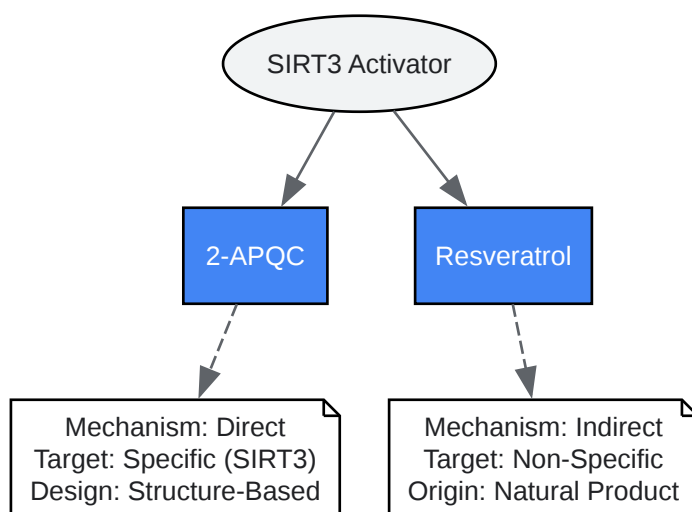 SIRT3 Activator
2-APQC
Resveratrol
Mechanism: Direct
Target: Specific (SIRT3)
Design: Structure-Based
Mechanism: Indirect
Target: Non-Specific
Origin: Natural Product